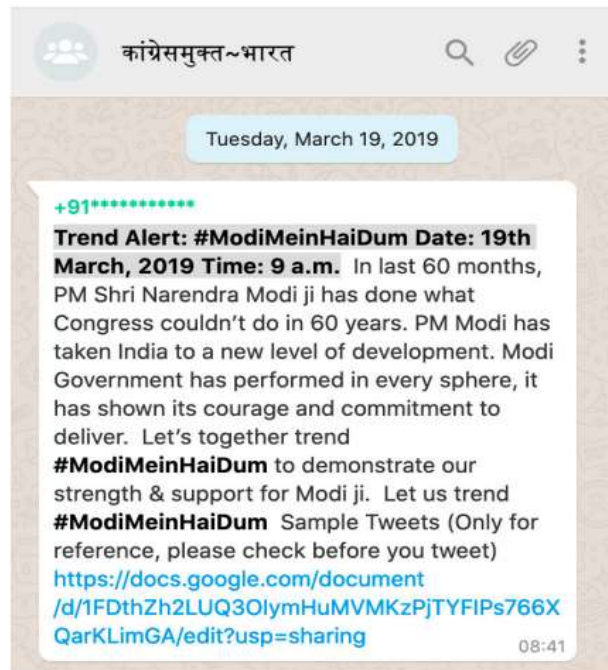 कांग्रेसमुक्त~भारत
Tuesday, March 19, 2019
+91***********
Trend Alert: #ModiMeinHaiDum Date: 19th
March, 2019 Time: 9 a.m. In last 60 months,
PM Shri Narendra Modi ji has done what
Congress couldn't do in 60 years. PM Modi has
taken India to a new level of development. Modi
Government has performed in every sphere, it
has shown its courage and commitment to
deliver. Let's together trend
#ModiMeinHaiDum to demonstrate our
strength & support for Modi ji. Let us trend
#ModiMeinHaiDum Sample Tweets (Only for
reference, please check before you tweet)
https://docs.google.com/document
/d/1FDthZh2LUQ3OlymHuMVMKzPjTYFlPs766X
QarKLimGA/edit?usp=sharing
08:41